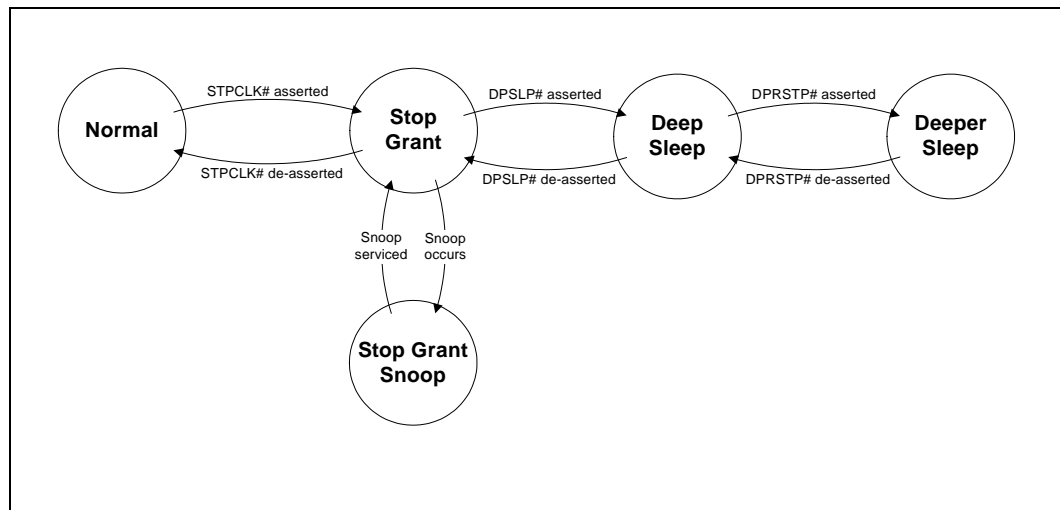 STPCLK# asserted
DPSLP# asserted
DPRSTP# asserted
Normal
Stop
Grant
Deep
Sleep
Deeper
Sleep
STPCLK# de-asserted
DPSLP# de-asserted
DPRSTP# de-asserted
Snoop
serviced
Snoop
occurs
Stop Grant
Snoop